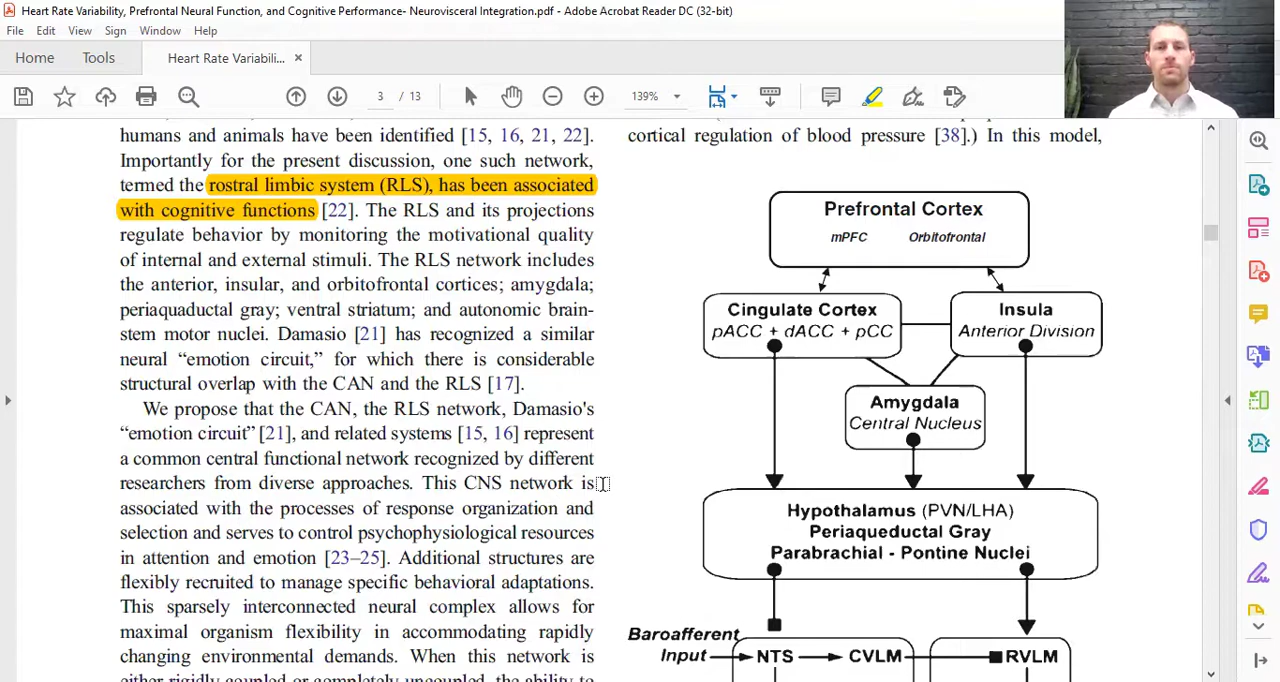 Heart Rate Variability, Prefrontal Neural Function, and Cognitive Performance- Neurovisceral Integration.pdf - Adobe Acrobat Reader DC (32-bit)
File Edit View Sign Window Help
Home Tools Heart Rate Variabili... ×
3 / 13 139%
humans and animals have been identified [15, 16, 21, 22].
Importantly for the present discussion, one such network,
termed the rostral limbic system (RLS), has been associated
with cognitive functions [22]. The RLS and its projections
regulate behavior by monitoring the motivational quality
of internal and external stimuli. The RLS network includes
the anterior, insular, and orbitofrontal cortices; amygdala;
periaquaductal gray; ventral striatum; and autonomic brain-
stem motor nuclei. Damasio [21] has recognized a similar
neural “emotion circuit,” for which there is considerable
structural overlap with the CAN and the RLS [17].
We propose that the CAN, the RLS network, Damasio's
“emotion circuit” [21], and related systems [15, 16] represent
a common central functional network recognized by different
researchers from diverse approaches. This CNS network is
associated with the processes of response organization and
selection and serves to control psychophysiological resources
in attention and emotion [23–25]. Additional structures are
flexibly recruited to manage specific behavioral adaptations.
This sparsely interconnected neural complex allows for
maximal organism flexibility in accommodating rapidly
changing environmental demands. When this network is
either rigidly coupled or completely uncoupled, the ability to
cortical regulation of blood pressure [38].) In this model,
Prefrontal Cortex
mPFC Orbitofrontal
Cingulate Cortex
pACC + dACC + pCC
Insula
Anterior Division
Amygdala
Central Nucleus
Hypothalamus (PVN/LHA)
Periaqueductal Gray
Parabrachial - Pontine Nuclei
Baroafferent
Input NTS CVLM RVLM